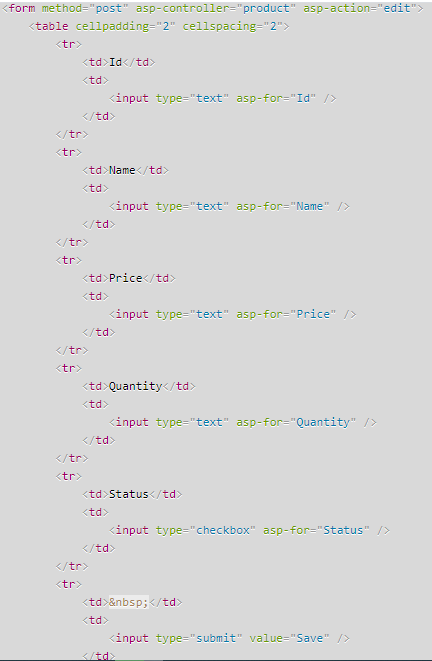 <form method="post" asp-controller="product" asp-action="edit">
    <table cellpadding="2" cellspacing="2">
        <tr>
            <td>Id</td>
            <td>
                <input type="text" asp-for="Id" />
            </td>
        </tr>
        <tr>
            <td>Name</td>
            <td>
                <input type="text" asp-for="Name" />
            </td>
        </tr>
        <tr>
            <td>Price</td>
            <td>
                <input type="text" asp-for="Price" />
            </td>
        </tr>
        <tr>
            <td>Quantity</td>
            <td>
                <input type="text" asp-for="Quantity" />
            </td>
        </tr>
        <tr>
            <td>Status</td>
            <td>
                <input type="checkbox" asp-for="Status" />
            </td>
        </tr>
        <tr>
            <td>&nbsp;</td>
            <td>
                <input type="submit" value="Save" />
            </td>